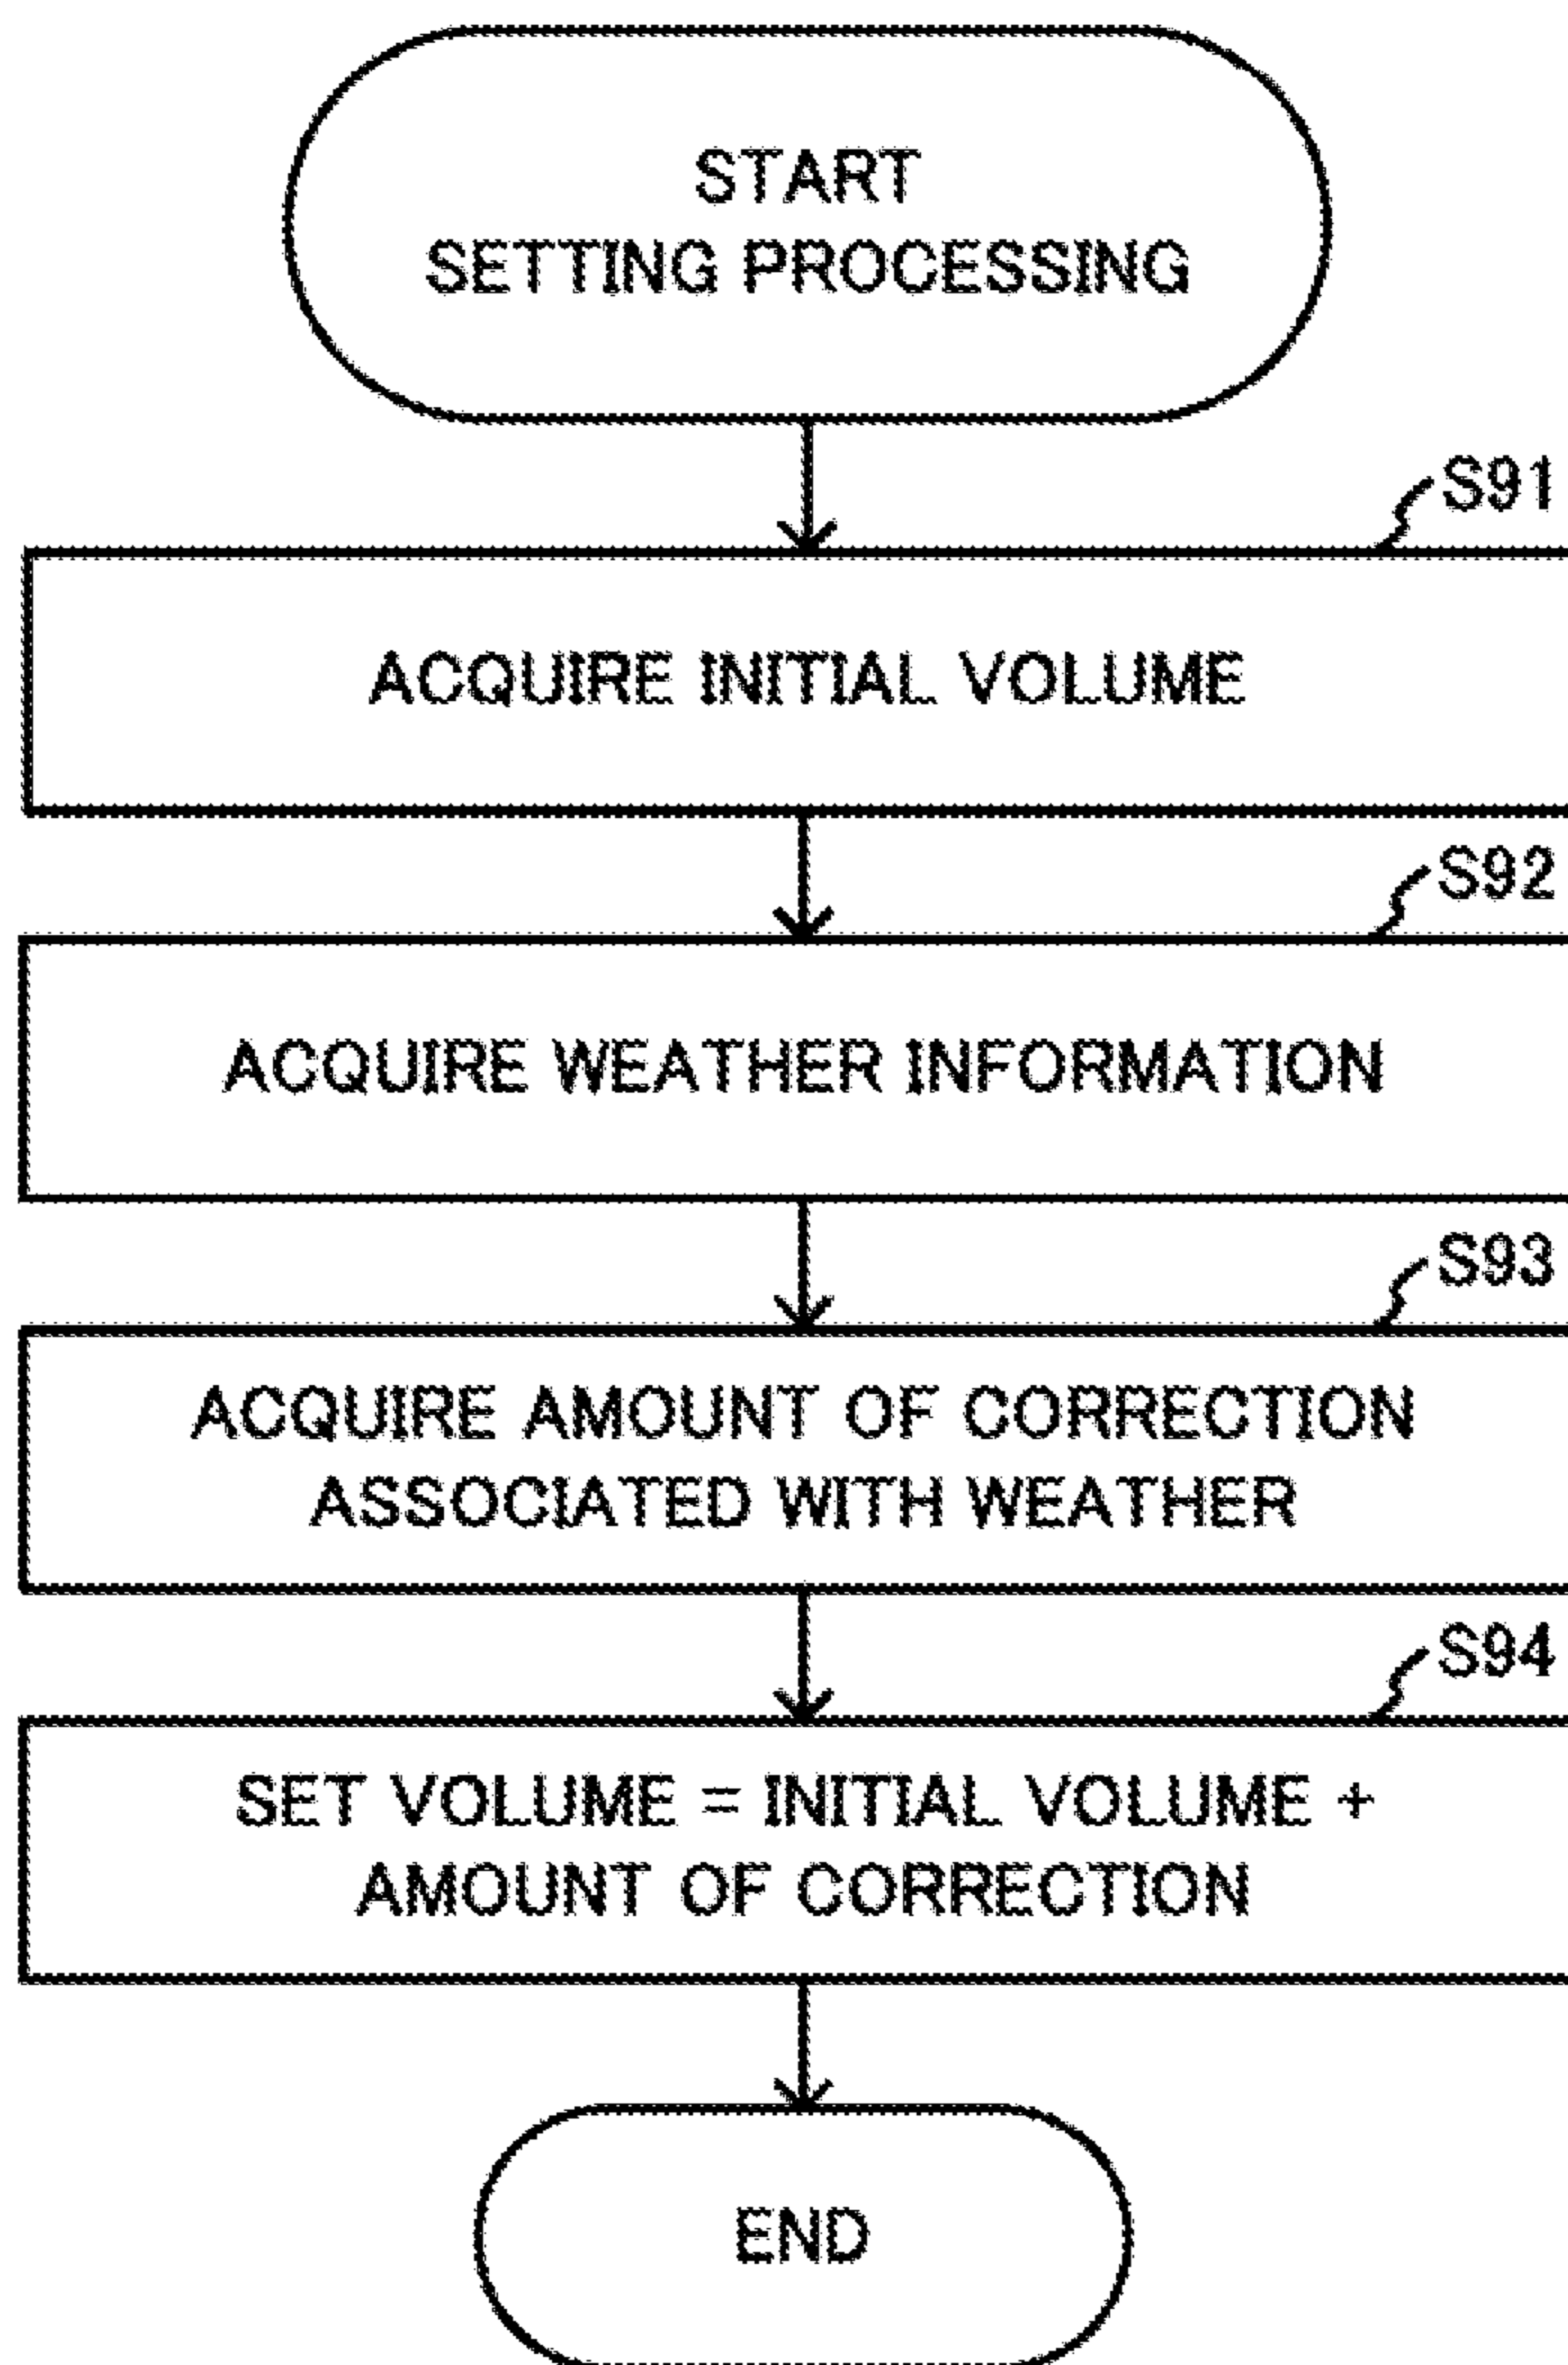 START
SETTING PROCESSING
S91
ACQUIRE INITIAL VOLUME
S92
ACQUIRE WEATHER INFORMATION
S93
ACQUIRE AMOUNT OF CORRECTION
ASSOCIATED WITH WEATHER
S94
SET VOLUME = INITIAL VOLUME +
AMOUNT OF CORRECTION
END